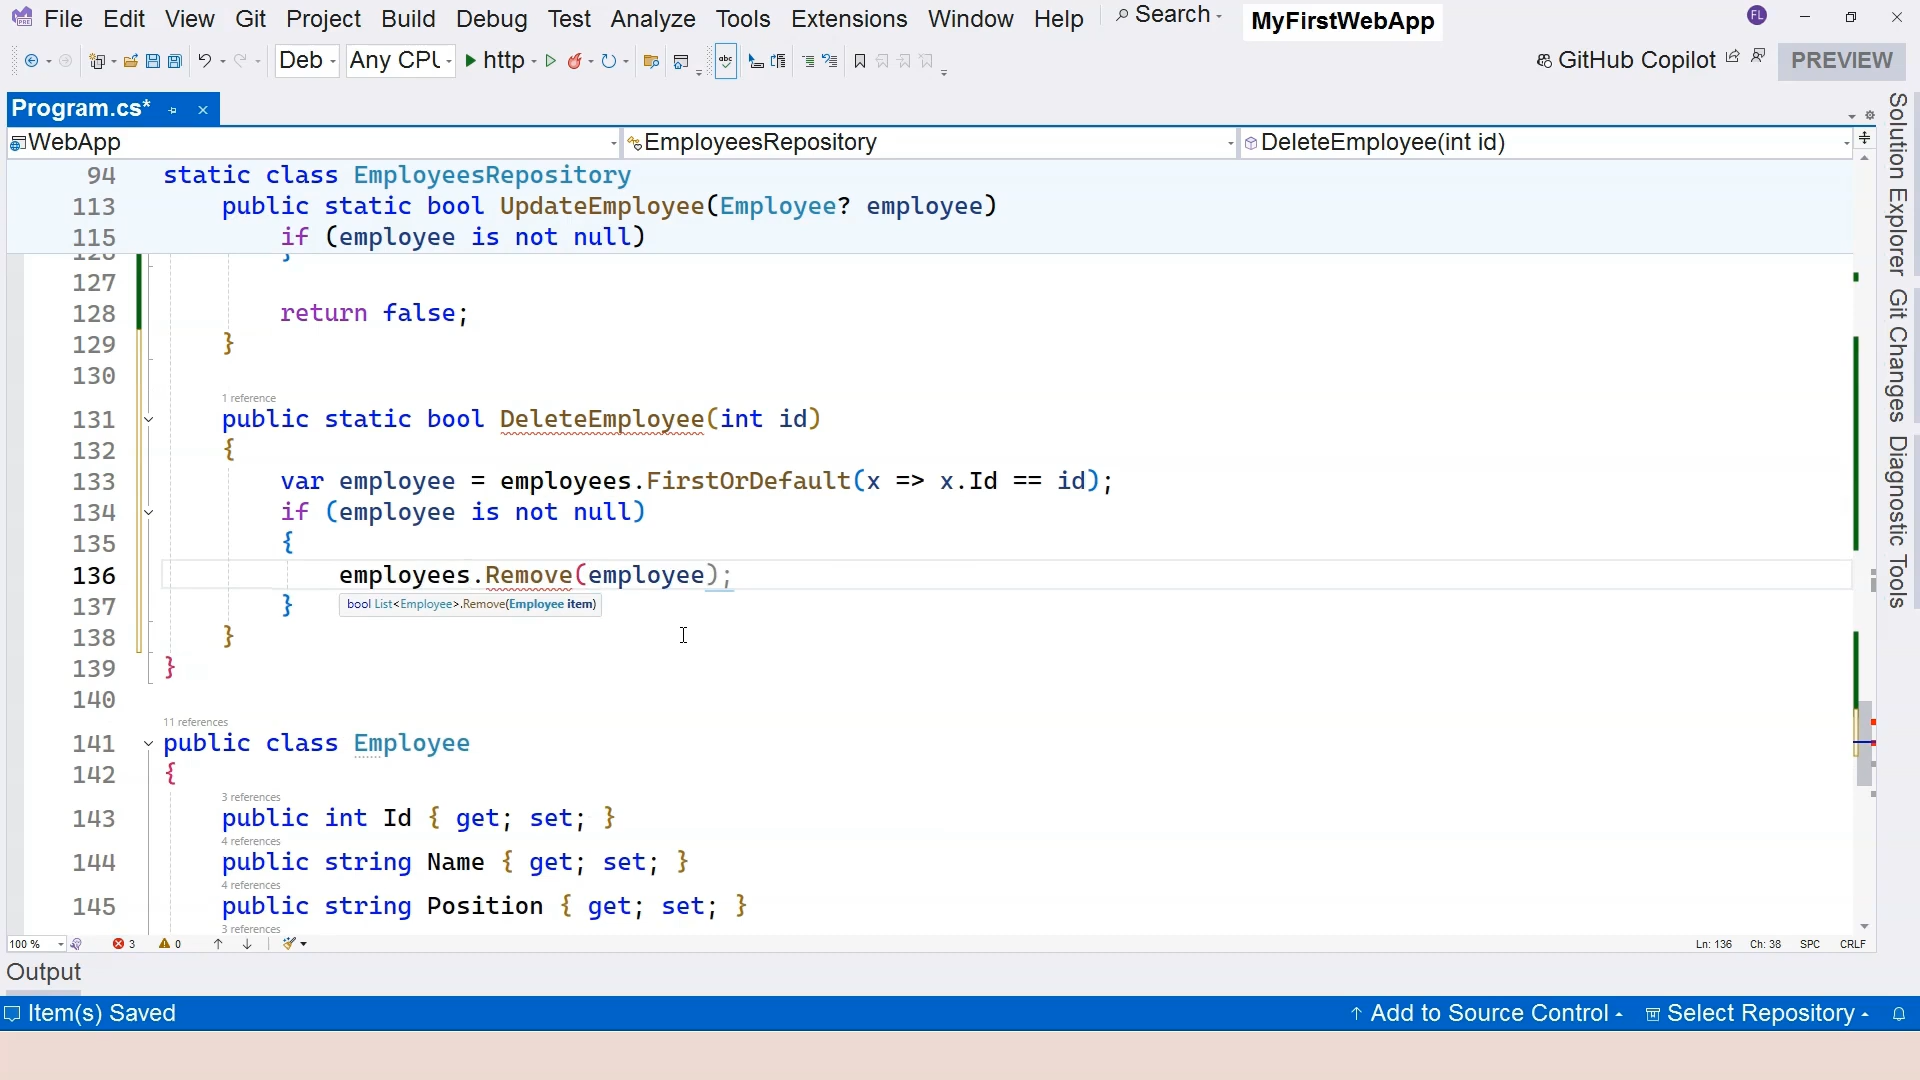 File Edit View Git Project Build Debug Test Analyze Tools Extensions Window Help Search MyFirstWebApp FL
Deb Any CPU http abc GitHub Copilot PREVIEW
Program.cs*
WebApp EmployeesRepository DeleteEmployee(int id)
94 static class EmployeesRepository
113 public static bool UpdateEmployee(Employee? employee)
115 if (employee is not null)
126 }
127
128 return false;
129 }
130
1 reference
131 public static bool DeleteEmployee(int id)
132 {
133 var employee = employees.FirstOrDefault(x => x.Id == id);
134 if (employee is not null)
135 {
136 employees.Remove(employee);
137 }
bool List<Employee>.Remove(Employee item)
138 }
139 }
140
11 references
141 public class Employee
142 {
3 references
143 public int Id { get; set; }
4 references
144 public string Name { get; set; }
4 references
145 public string Position { get; set; }
3 references
100 % 3 0 Ln: 136 Ch: 38 SPC CRLF
Output
Item(s) Saved Add to Source Control Select Repository
Solution Explorer
Git Changes
Diagnostic Tools